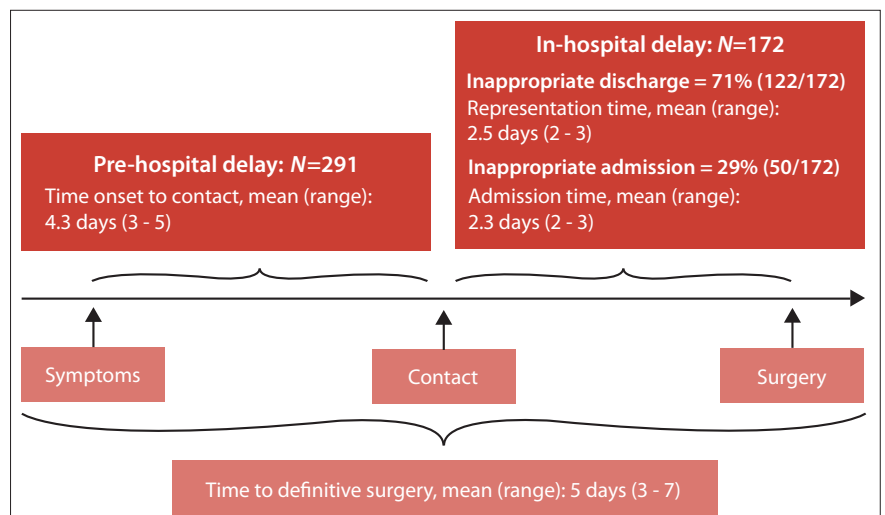 Pre-hospital delay: N=291
Time onset to contact, mean (range):
4.3 days (3 - 5)
In-hospital delay: N=172
Inappropriate discharge = 71% (122/172)
Representation time, mean (range):
2.5 days (2 - 3)
Inappropriate admission = 29% (50/172)
Admission time, mean (range):
2.3 days (2 - 3)
Symptoms
Contact
Surgery
Time to definitive surgery, mean (range): 5 days (3 - 7)